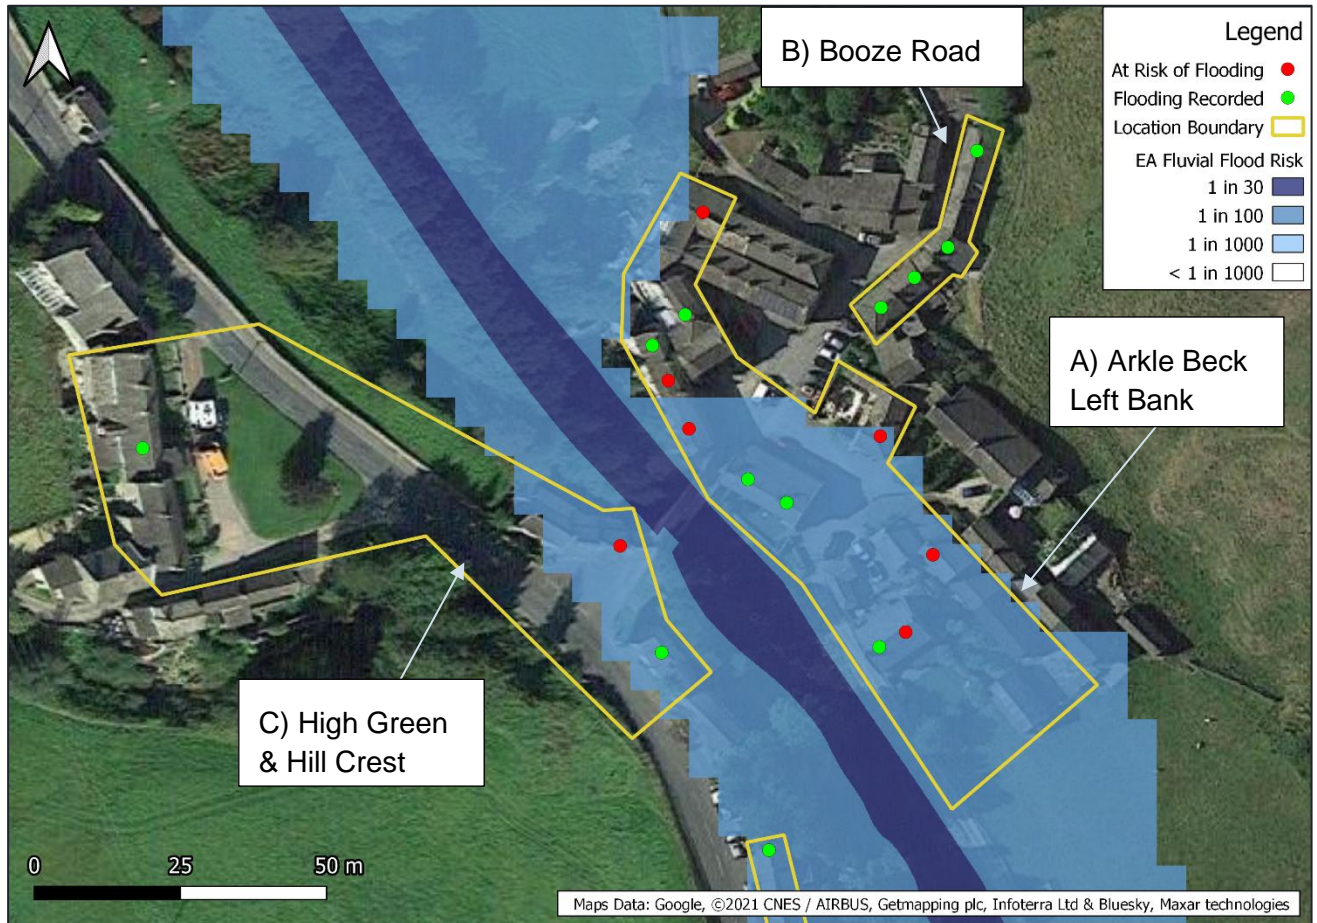 B) Booze Road
Legend
At Risk of Flooding
Flooding Recorded
Location Boundary
EA Fluvial Flood Risk
1 in 30
1 in 100
1 in 1000
< 1 in 1000
A) Arkle Beck
Left Bank
C) High Green
& Hill Crest
0 25 50 m
Maps Data: Google, ©2021 CNES / AIRBUS, Getmapping plc, Infoterra Ltd & Bluesky, Maxar technologies